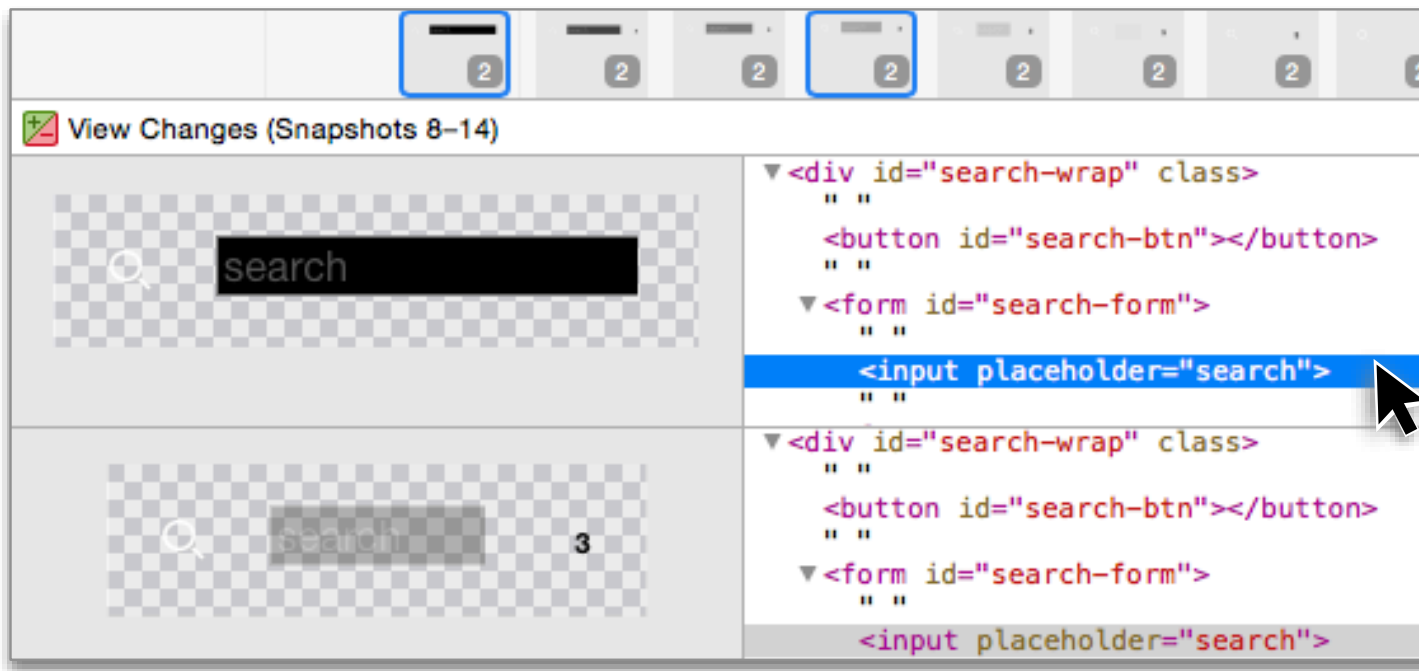 2 2 2 2 2 2 2
View Changes (Snapshots 8–14)
search
▼<div id="search-wrap" class>
" "
<button id="search-btn"></button>
" "
▼<form id="search-form">
" "
<input placeholder="search">
" "
search 3
▼<div id="search-wrap" class>
" "
<button id="search-btn"></button>
" "
▼<form id="search-form">
" "
<input placeholder="search">